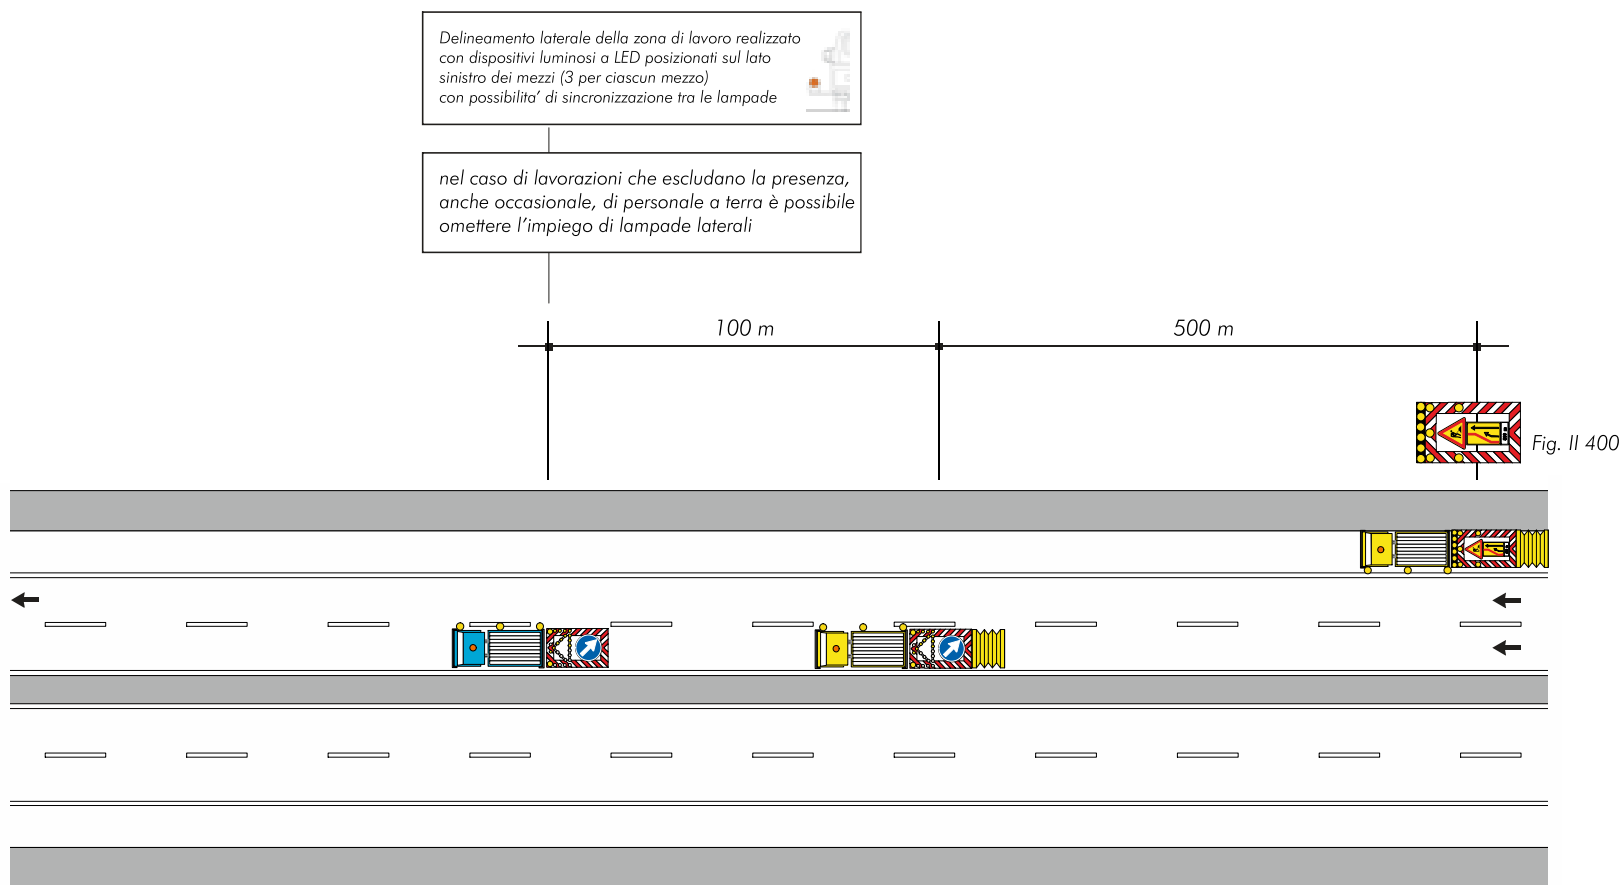 Delineamento laterale della zona di lavoro realizzato
con dispositivi luminosi a LED posizionati sul lato
sinistro dei mezzi (3 per ciascun mezzo)
con possibilita' di sincronizzazione tra le lampade
nel caso di lavorazioni che escludano la presenza,
anche occasionale, di personale a terra è possibile
omettere l'impiego di lampade laterali
100 m
500 m
Fig. II 400